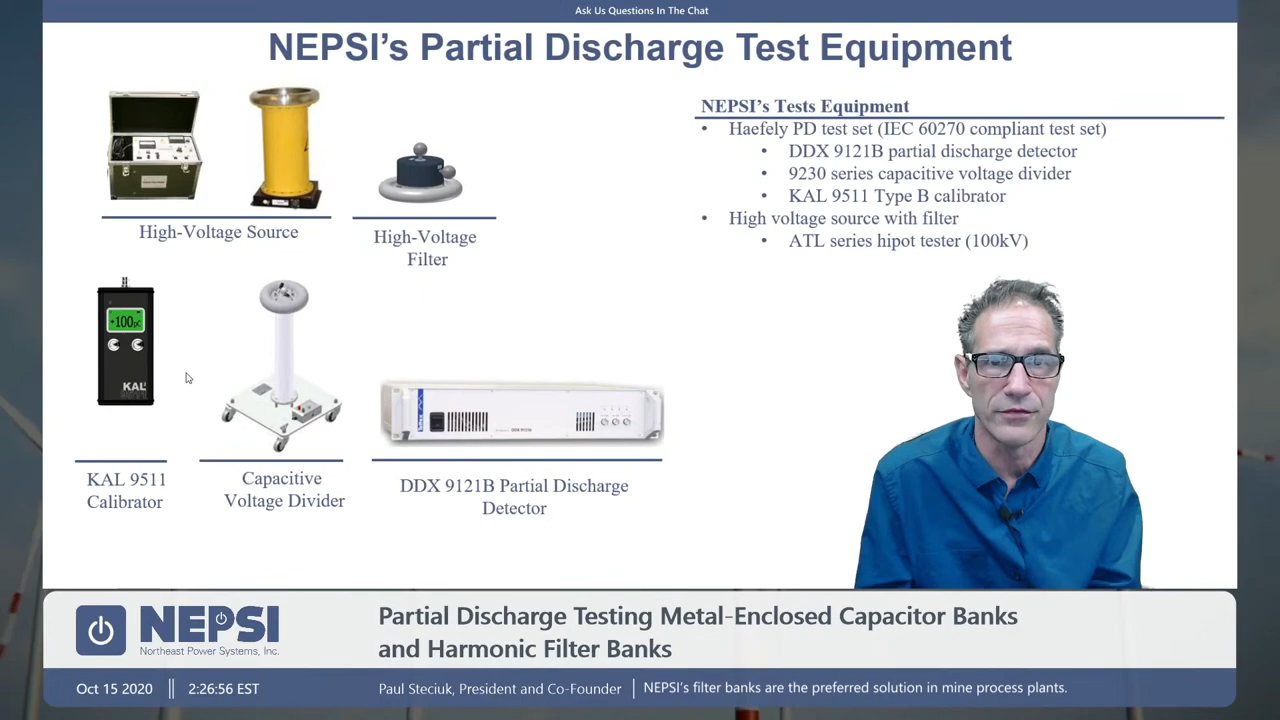 Ask Us Questions In The Chat
NEPSI's Partial Discharge Test Equipment
NEPSI's Tests Equipment
• Haefely PD test set (IEC 60270 compliant test set)
• DDX 9121B partial discharge detector
• 9230 series capacitive voltage divider
• KAL 9511 Type B calibrator
• High voltage source with filter
• ATL series hipot tester (100kV)
High-Voltage Source
High-Voltage
Filter
+100pC
KAL
KAL 9511
Calibrator
Capacitive
Voltage Divider
DDX 9121B Partial Discharge
Detector
NEPSI
Northeast Power Systems, Inc.
Partial Discharge Testing Metal-Enclosed Capacitor Banks
and Harmonic Filter Banks
Oct 15 2020
2:26:56 EST
Paul Steciuk, President and Co-Founder
NEPSI's filter banks are the preferred solution in mine process plants.